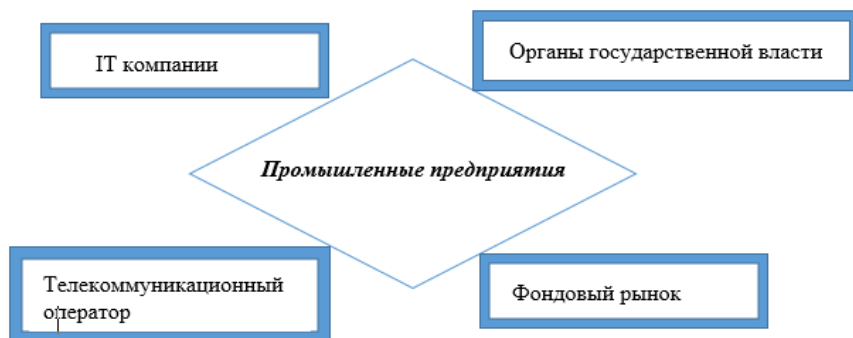 IT компании
Органы государственной власти
Промышленные предприятия
Телекоммуникационный
оператор
Фондовый рынок